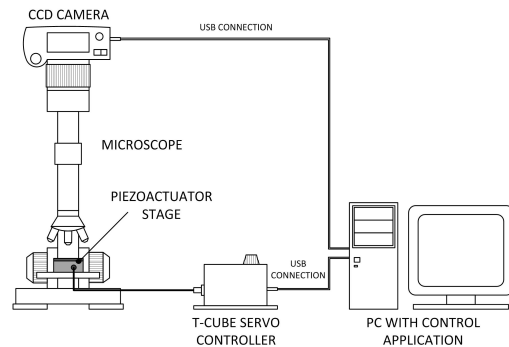 CCD CAMERA
USB CONNECTION
MICROSCOPE
PIEZOACTUATOR
STAGE
USB
CONNECTION
T-CUBE SERVO
CONTROLLER
PC WITH CONTROL
APPLICATION